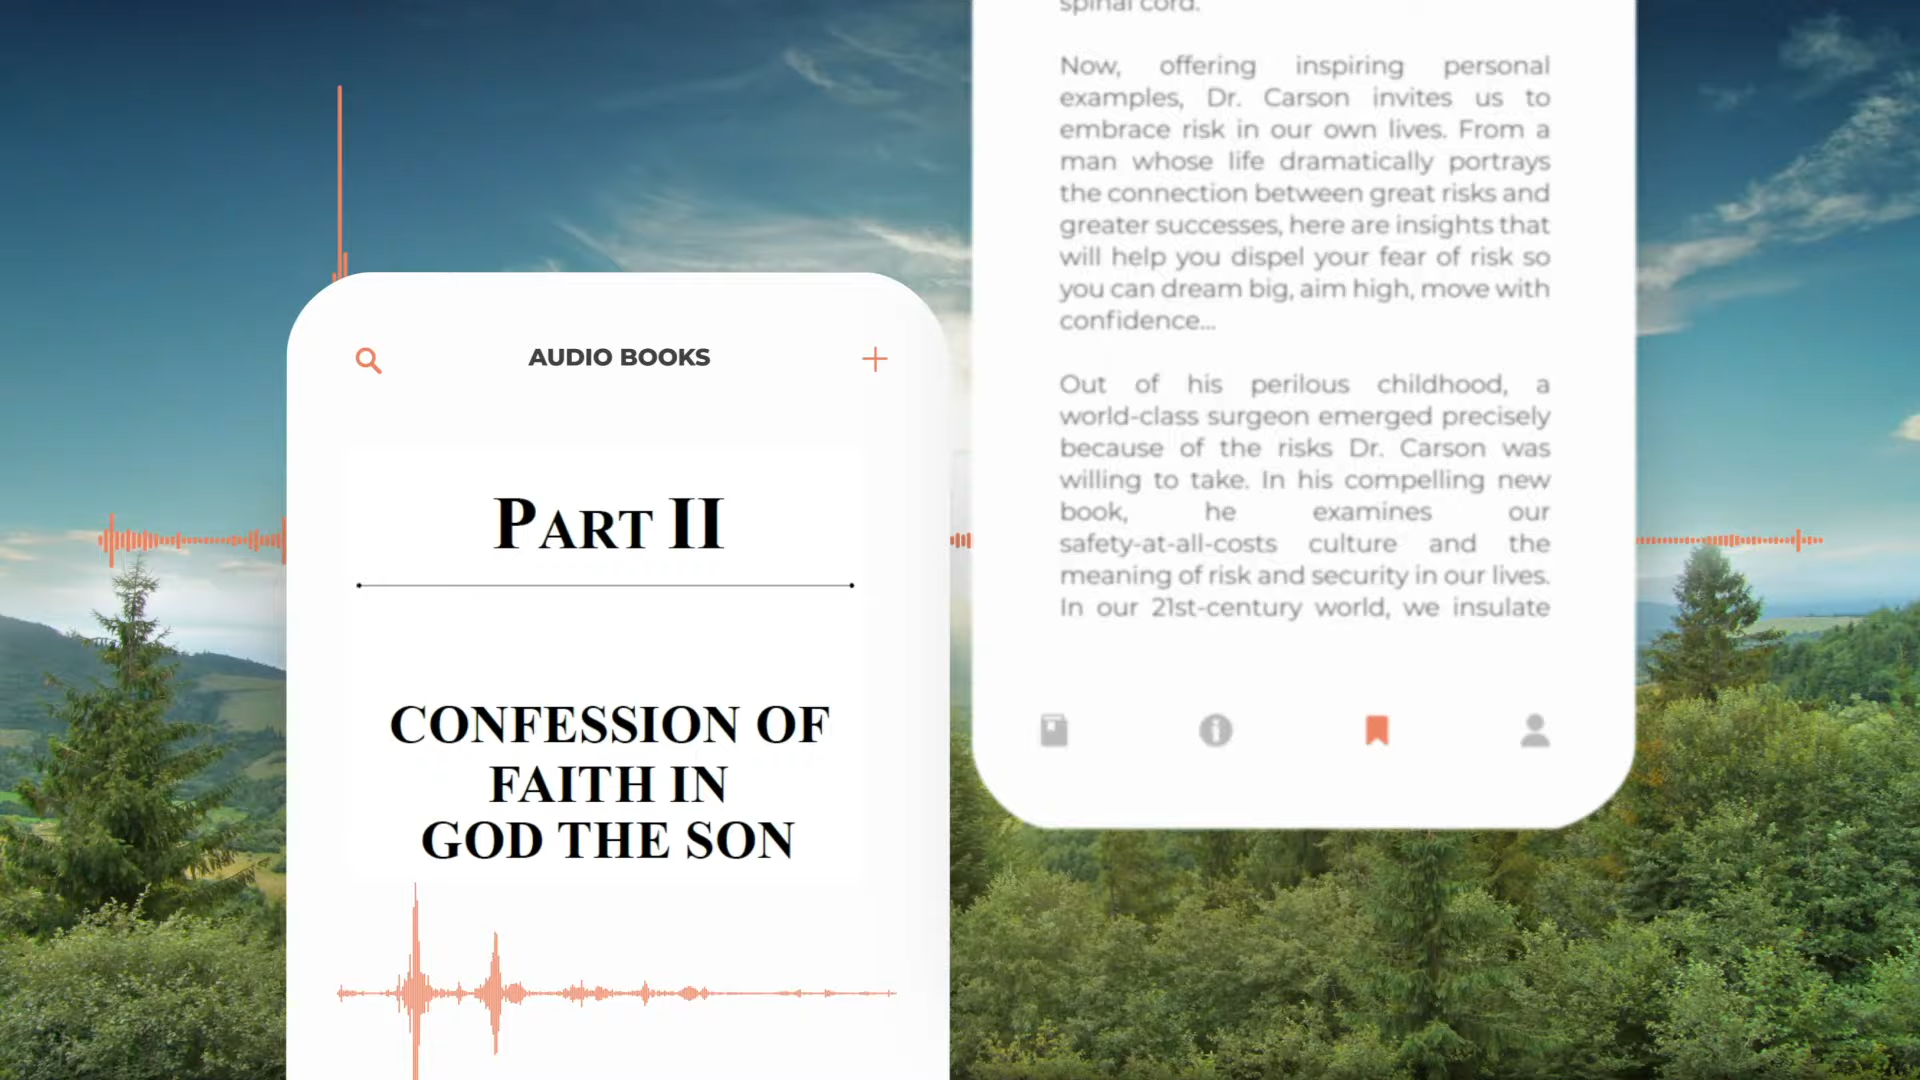 AUDIO BOOKS
PART II
CONFESSION OF
FAITH IN
GOD THE SON
spinal cord.
Now, offering inspiring personal
examples, Dr. Carson invites us to
embrace risk in our own lives. From a
man whose life dramatically portrays
the connection between great risks and
greater successes, here are insights that
will help you dispel your fear of risk so
you can dream big, aim high, move with
confidence...
Out of his perilous childhood, a
world-class surgeon emerged precisely
because of the risks Dr. Carson was
willing to take. In his compelling new
book, he examines our
safety-at-all-costs culture and the
meaning of risk and security in our lives.
In our 21st-century world, we insulate